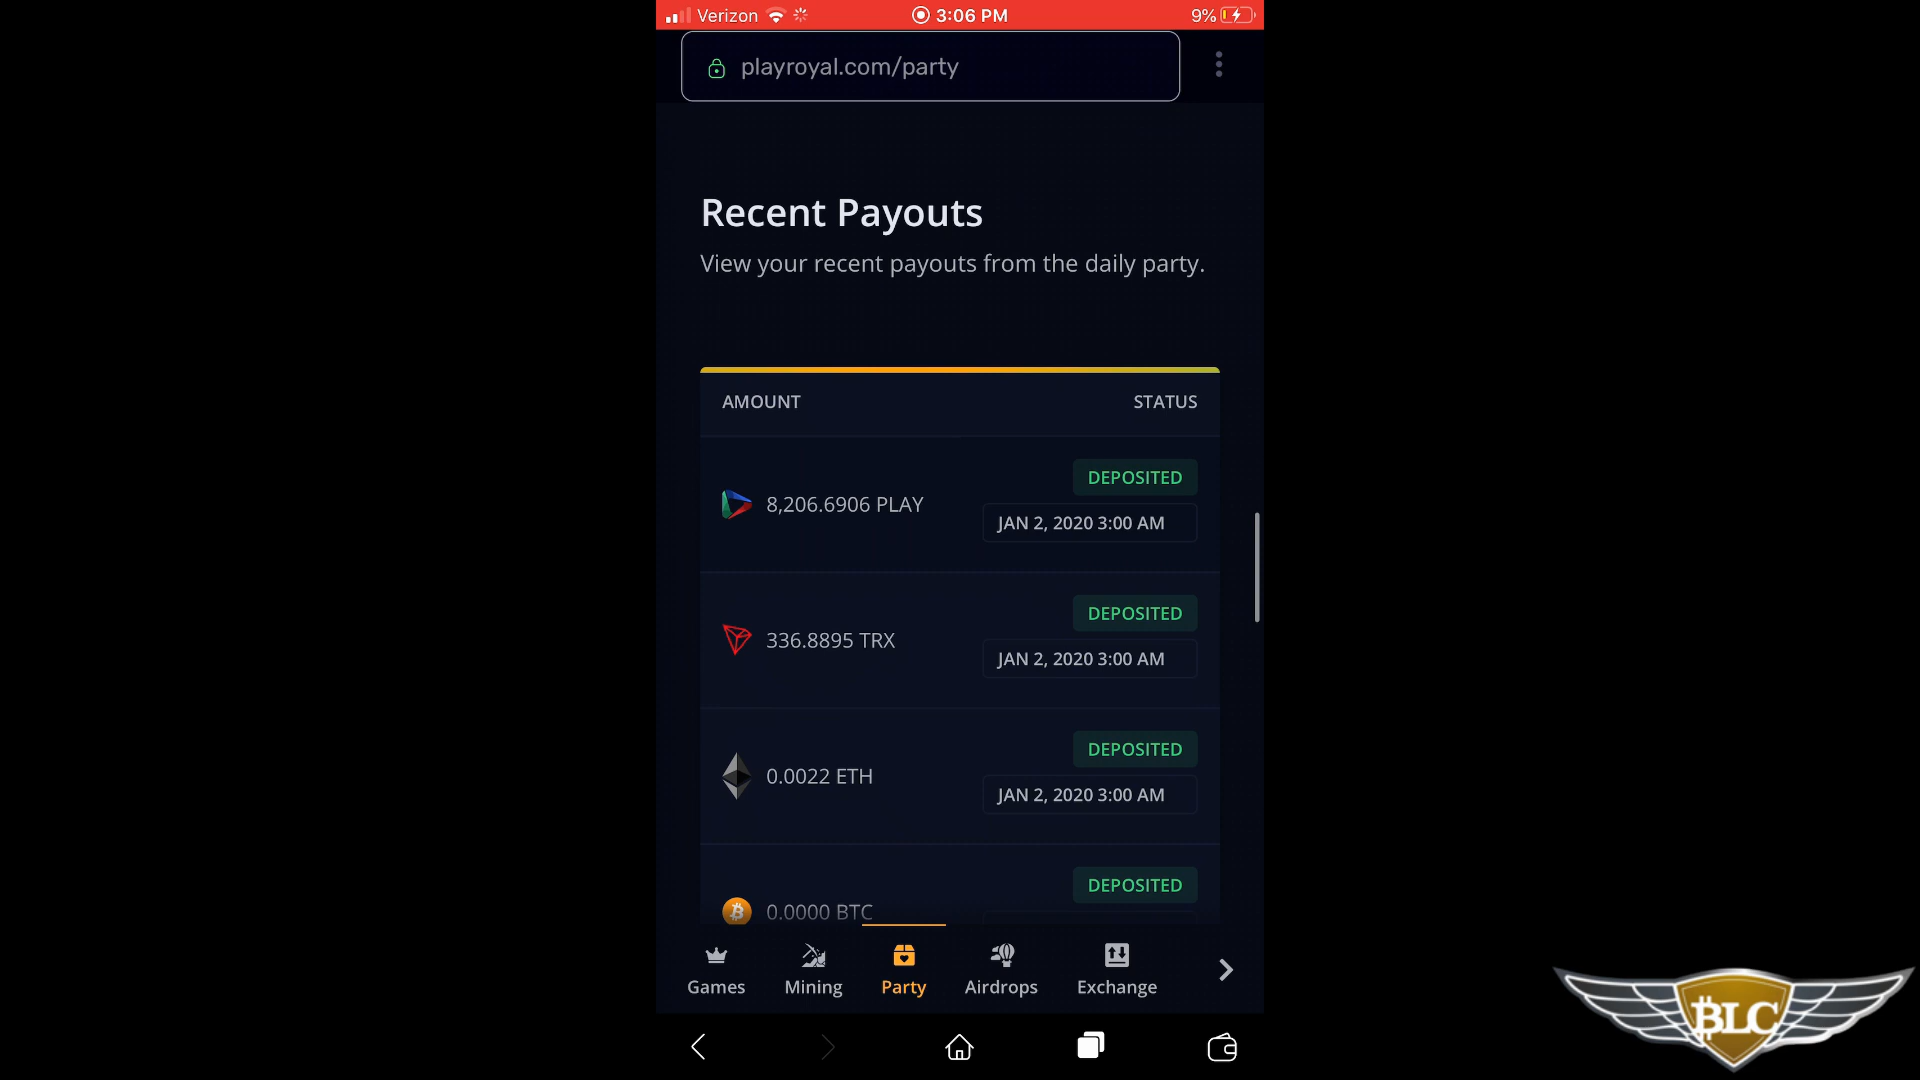 Verizon 3:06 PM 9%
playroyal.com/party
Recent Payouts
View your recent payouts from the daily party.
AMOUNT STATUS
DEPOSITED
8,206.6906 PLAY
JAN 2, 2020 3:00 AM
DEPOSITED
336.8895 TRX
JAN 2, 2020 3:00 AM
DEPOSITED
0.0022 ETH
JAN 2, 2020 3:00 AM
DEPOSITED
0.0000 BTC
Games Mining Party Airdrops Exchange
BLC